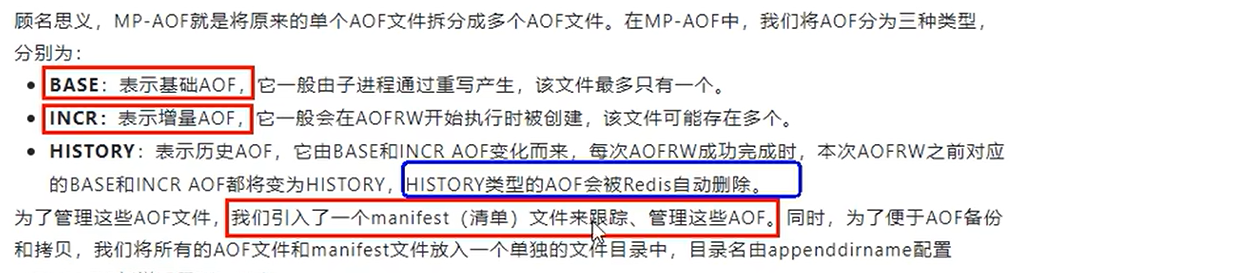 顾名思义，MP-AOF就是将原来的单个AOF文件拆分成多个AOF文件。在MP-AOF中，我们将AOF分为三种类型，
分别为：
• BASE：表示基础AOF，它一般由子进程通过重写产生，该文件最多只有一个。
• INCR：表示增量AOF，它一般会在AOFRW开始执行时被创建，该文件可能存在多个。
• HISTORY：表示历史AOF，它由BASE和INCR AOF变化而来，每次AOFRW成功完成时，本次AOFRW之前对应
的BASE和INCR AOF都将变为HISTORY，HISTORY类型的AOF会被Redis自动删除。
为了管理这些AOF文件，我们引入了一个manifest（清单）文件来跟踪、管理这些AOF。同时，为了便于AOF备份
和拷贝，我们将所有的AOF文件和manifest文件放入一个单独的文件目录中，目录名由appenddirname配置